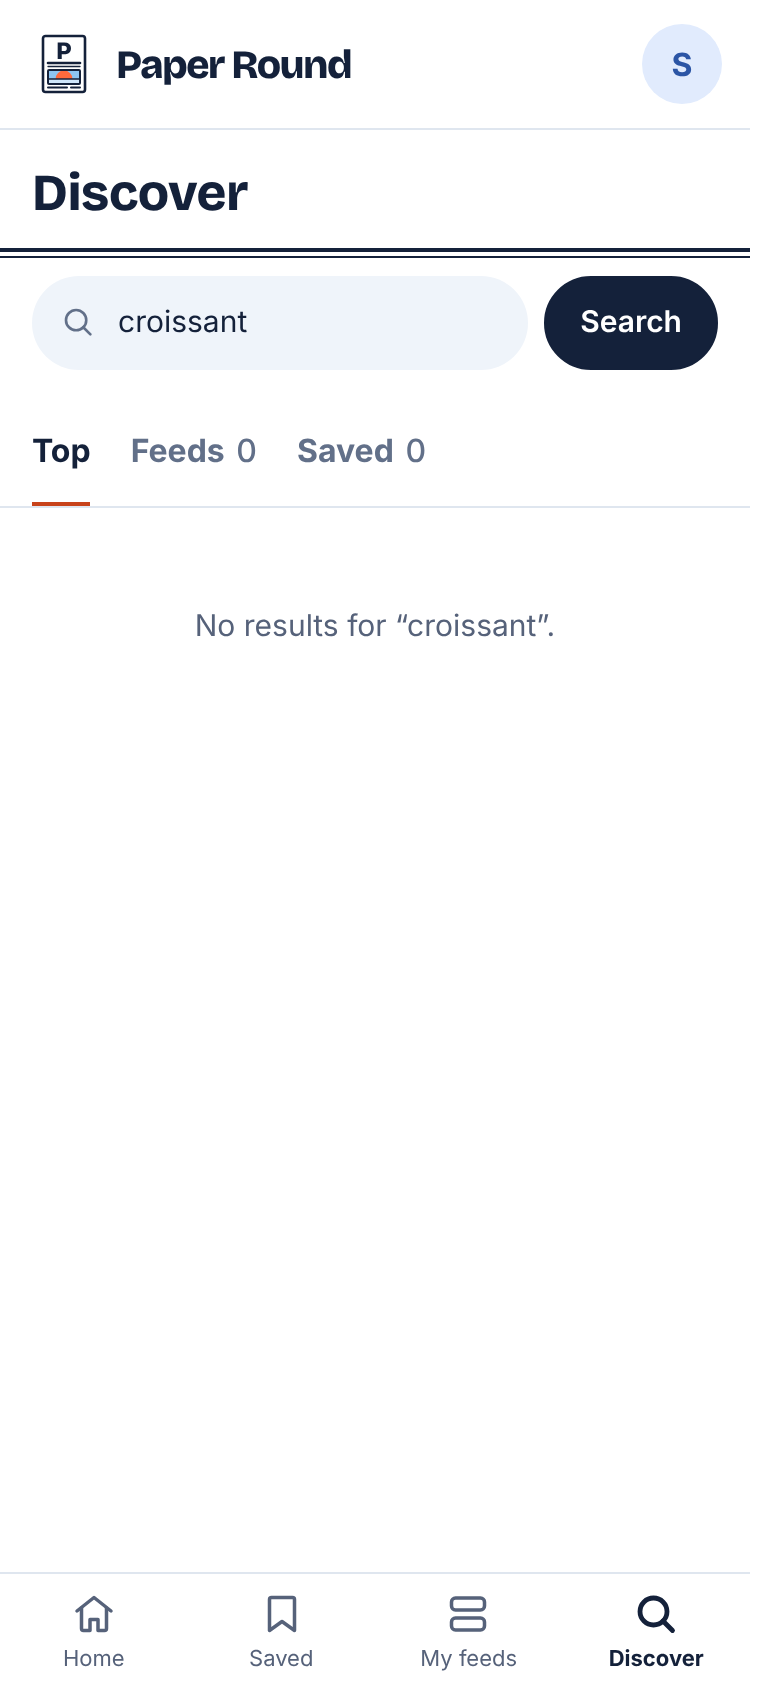 P
Paper Round
S
Discover
croissant
Search
Top Feeds 0 Saved 0
No results for “croissant”.
Home Saved My feeds Discover